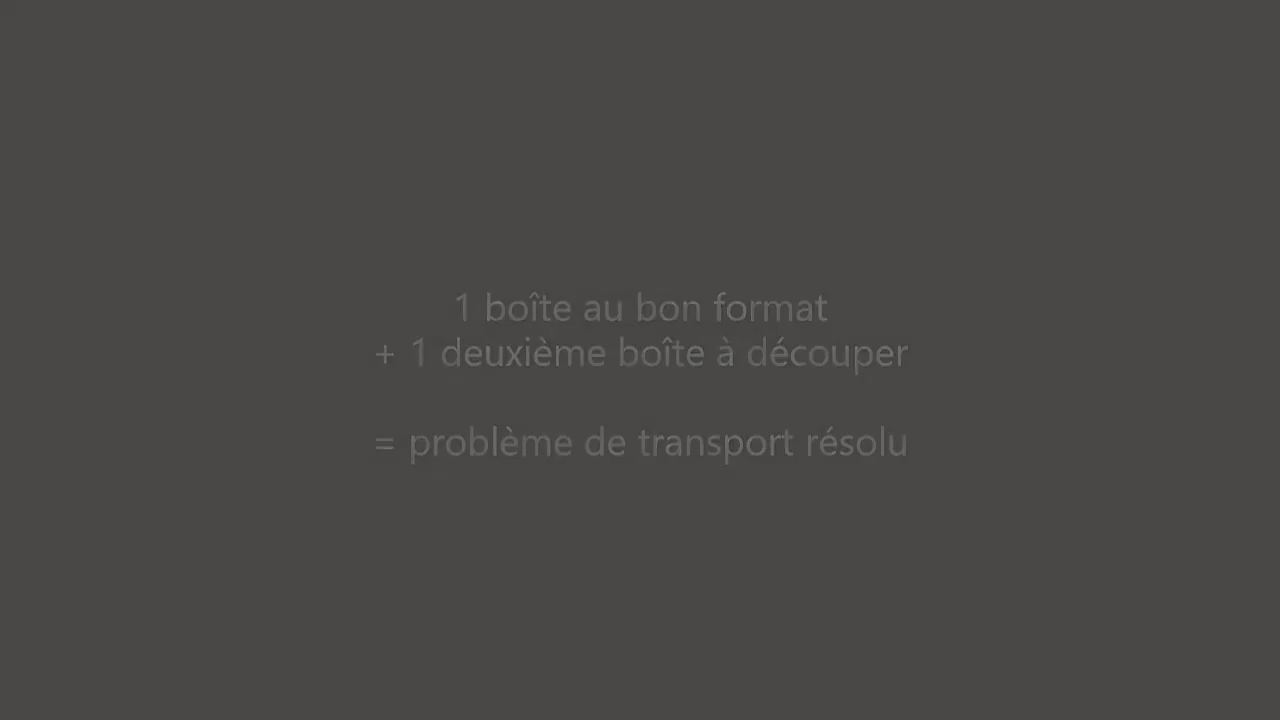 1 boîte au bon format
+ 1 deuxième boîte à découper
= problème de transport résolu